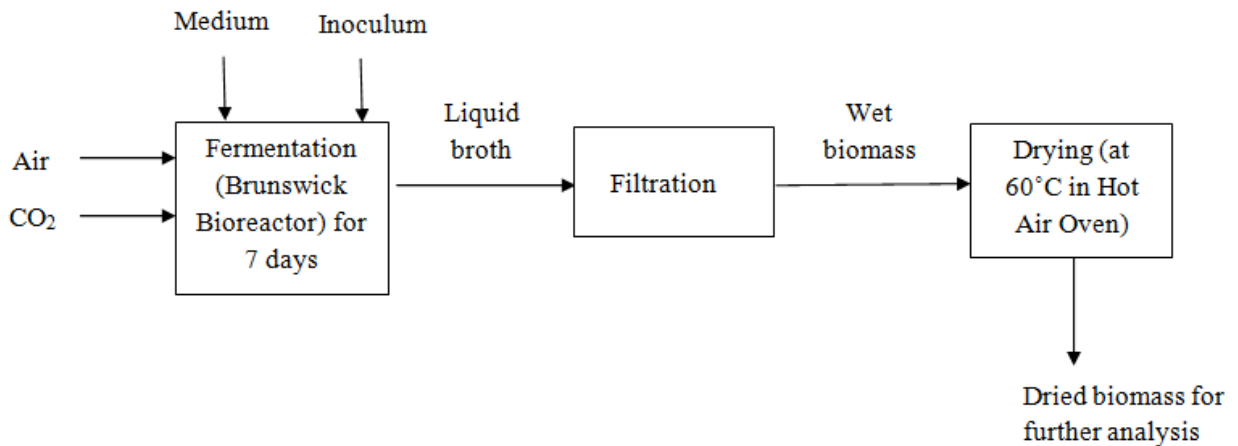 Medium
Inoculum
Air
CO₂
Fermentation
(Brunswick
Bioreactor) for
7 days
Liquid
broth
Filtration
Wet
biomass
Drying (at
60˚C in Hot
Air Oven)
Dried biomass for
further analysis